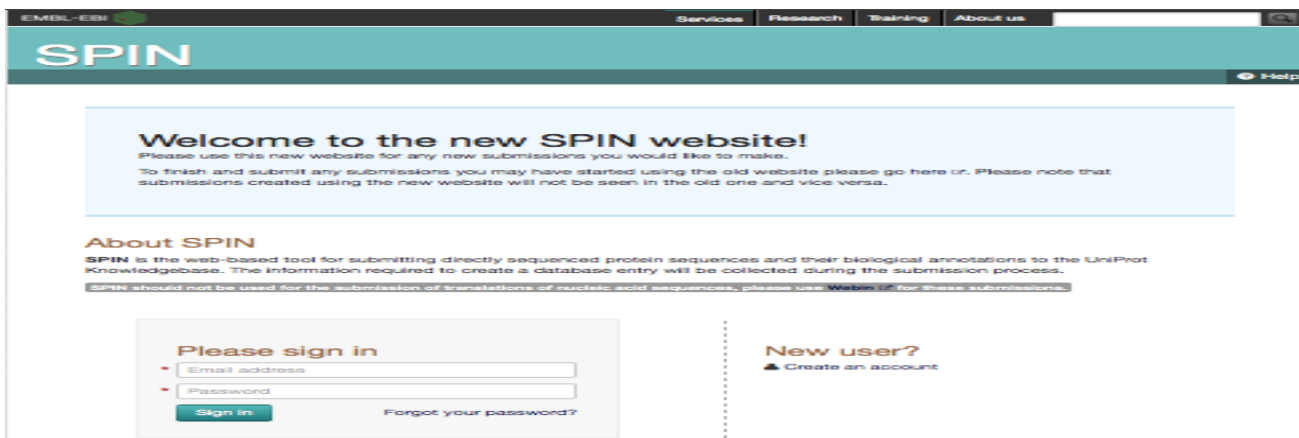 EMBL-EBI
Services Research Training About us
SPIN
Help
Welcome to the new SPIN website!
Please use this new website for any new submissions you would like to make.
To finish and submit any submissions you may have started using the old website please go here. Please note that
submissions created using the new website will not be seen in the old one and vice versa.
About SPIN
SPIN is the web-based tool for submitting directly sequenced protein sequences and their biological annotations to the UniProt
Knowledgebase. The information required to create a database entry will be collected during the submission process.
SPIN should not be used for the submission of translations of nucleic acid sequences, please use Webin for these submissions.
Please sign in
* Email address
* Password
Sign in Forgot your password?
New user?
Create an account